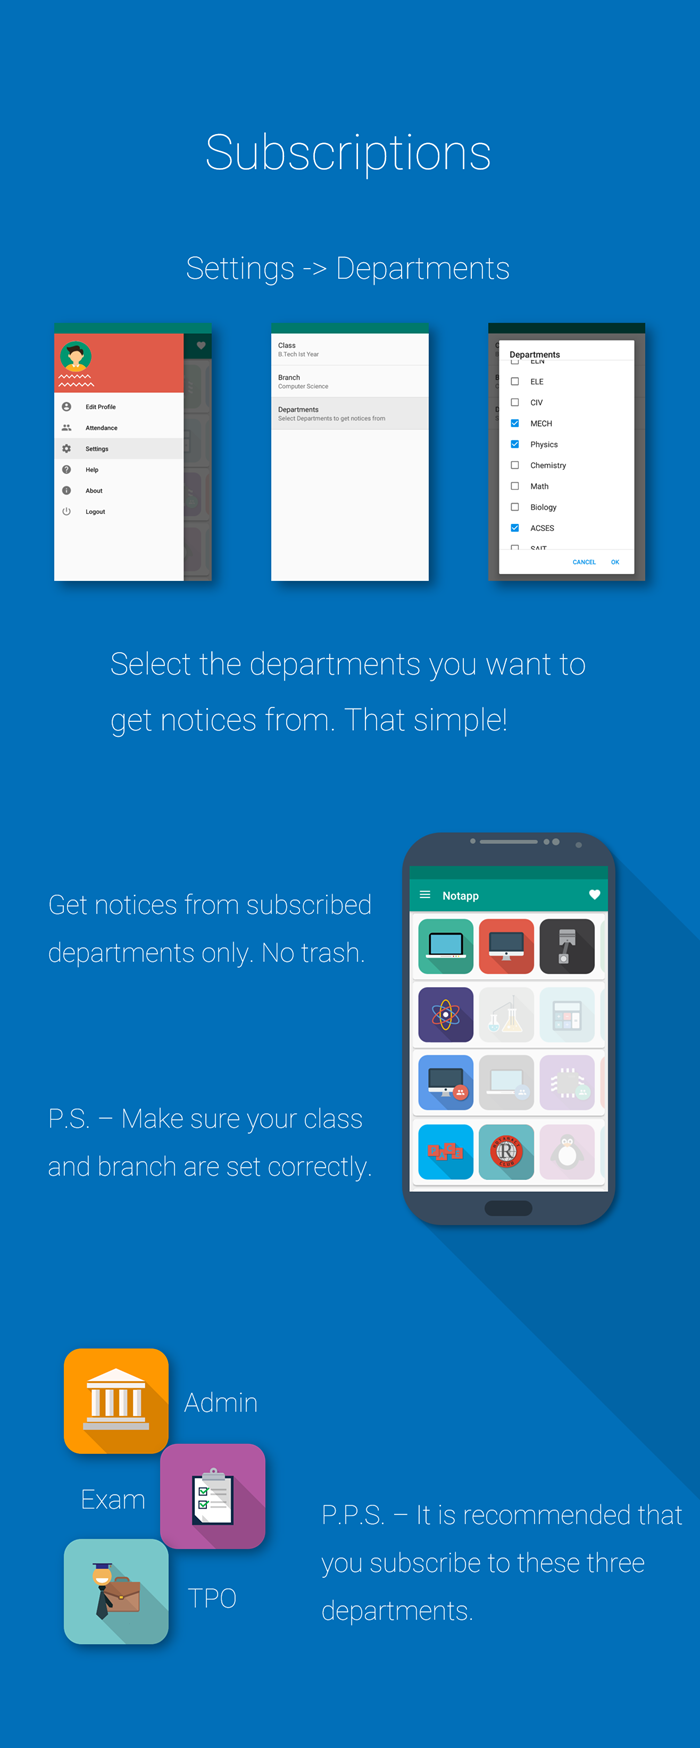 Subscriptions
Settings -> Departments
Edit Profile
Attendance
Settings
Help
About
Logout
Class
B.Tech Ist Year
Branch
Computer Science
Departments
Select Departments to get notices from
Departments
ELN
ELE
CIV
MECH
Physics
Chemistry
Math
Biology
ACSES
SAIT
CANCEL OK
Select the departments you want to
get notices from. That simple!
Get notices from subscribed
departments only. No trash.
P.S. – Make sure your class
and branch are set correctly.
Notapp
R
Admin
Exam
TPO
P.P.S. – It is recommended that
you subscribe to these three
departments.